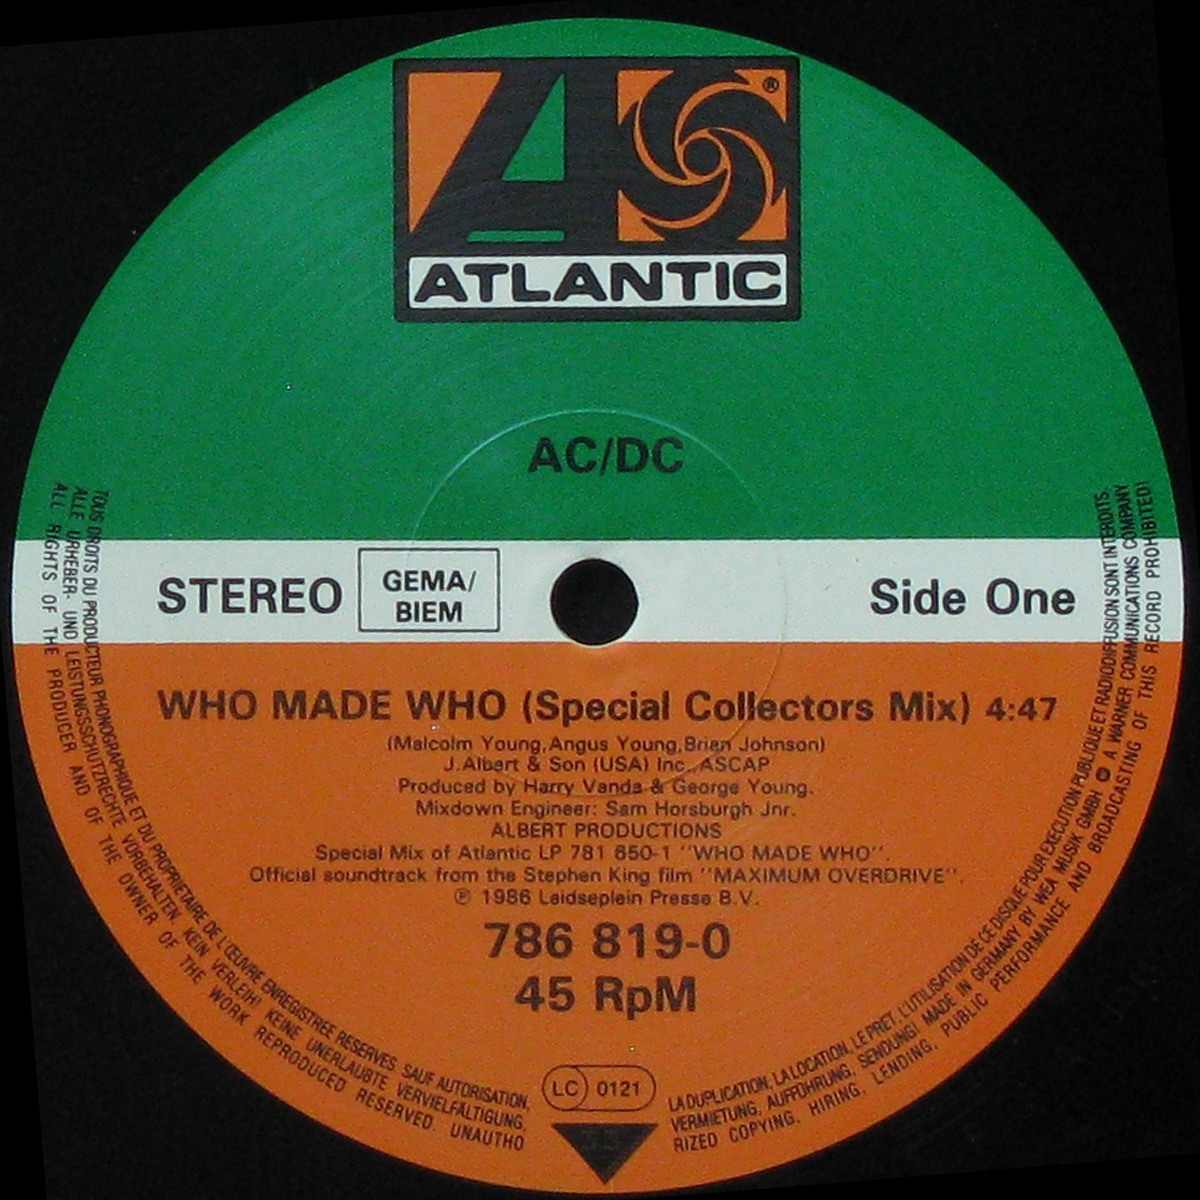 ®
ATLANTIC
AC/DC
STEREO
GEMA/
BIEM
Side One
WHO MADE WHO (Special Collectors Mix) 4:47
(Malcolm Young,Angus Young,Brian Johnson)
J.Albert & Son (USA) Inc., ASCAP
Produced by Harry Vanda & George Young.
Mixdown Engineer: Sam Horsburgh Jnr.
ALBERT PRODUCTIONS
Special Mix of Atlantic LP 781 650-1 "WHO MADE WHO".
Official soundtrack from the Stephen King film "MAXIMUM OVERDRIVE".
℗ 1986 Leidseplein Presse B.V.
786 819-0
45 RpM
LC 0121
33
TOUS DROITS DU PRODUCTEUR PHONOGRAPHIQUE ET DU PROPRIETAIRE DE L'ŒUVRE ENREGISTREE RESERVES. SAUF AUTORISATION, LA DUPLICATION, LA LOCATION, LE PRET, L'UTILISATION DE CE DISQUE POUR EXECUTION PUBLIQUE ET RADIODIFFUSION SONT INTERDITS.
ALLE URHEBER- UND LEISTUNGSSCHUTZRECHTE VORBEHALTEN. KEIN VERLEIH! KEINE UNERLAUBTE VERVIELFÄLTIGUNG, VERMIETUNG, AUFFÜHRUNG, SENDUNG! MADE IN GERMANY BY WEA MUSIK GMBH A WARNER COMMUNICATIONS COMPANY
ALL RIGHTS OF THE PRODUCER AND OF THE OWNER OF THE WORK REPRODUCED RESERVED. UNAUTHORIZED COPYING, HIRING, LENDING, PUBLIC PERFORMANCE AND BROADCASTING OF THIS RECORD PROHIBITED!